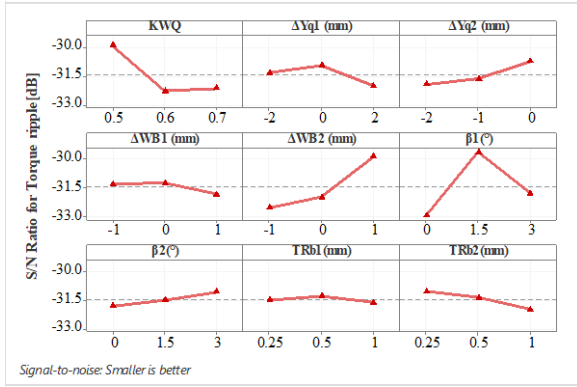 S/N Ratio for Torque ripple[dB]
KWQ ΔYq1 (mm) ΔYq2 (mm)
-30.0
-31.5
-33.0
0.5 0.6 0.7 -2 0 2 -2 -1 0
ΔWB1 (mm) ΔWB2 (mm) β1(°)
-30.0
-31.5
-33.0
-1 0 1 -1 0 1 0 1.5 3
β2(°) TRb1(mm) TRb2(mm)
-30.0
-31.5
-33.0
0 1.5 3 0.25 0.5 1 0.25 0.5 1
Signal-to-noise: Smaller is better